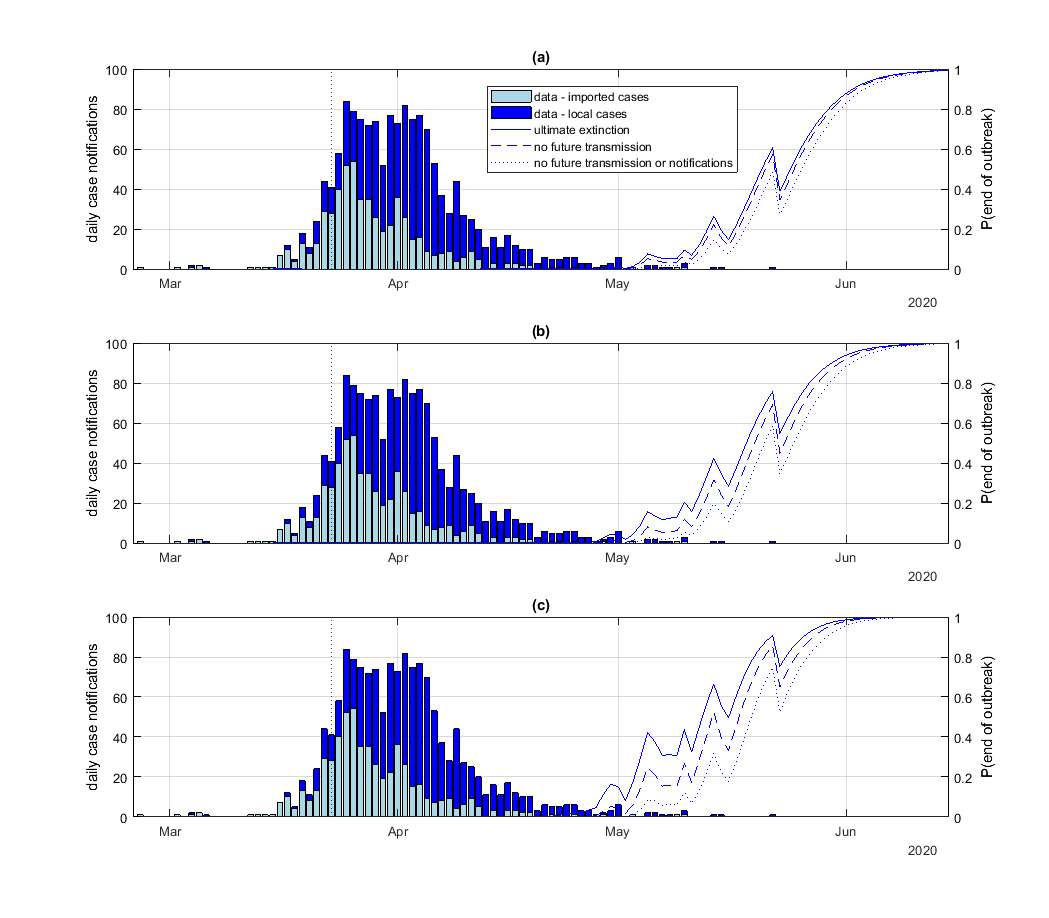 (a)
daily case notifications
100
80
60
40
20
0
1
0.8
0.6
0.4
0.2
0
P(end of outbreak)
data - imported cases
data - local cases
ultimate extinction
no future transmission
no future transmission or notifications
Mar Apr May Jun
2020
(b)
daily case notifications
100
80
60
40
20
0
1
0.8
0.6
0.4
0.2
0
P(end of outbreak)
Mar Apr May Jun
2020
(c)
daily case notifications
100
80
60
40
20
0
1
0.8
0.6
0.4
0.2
0
P(end of outbreak)
Mar Apr May Jun
2020